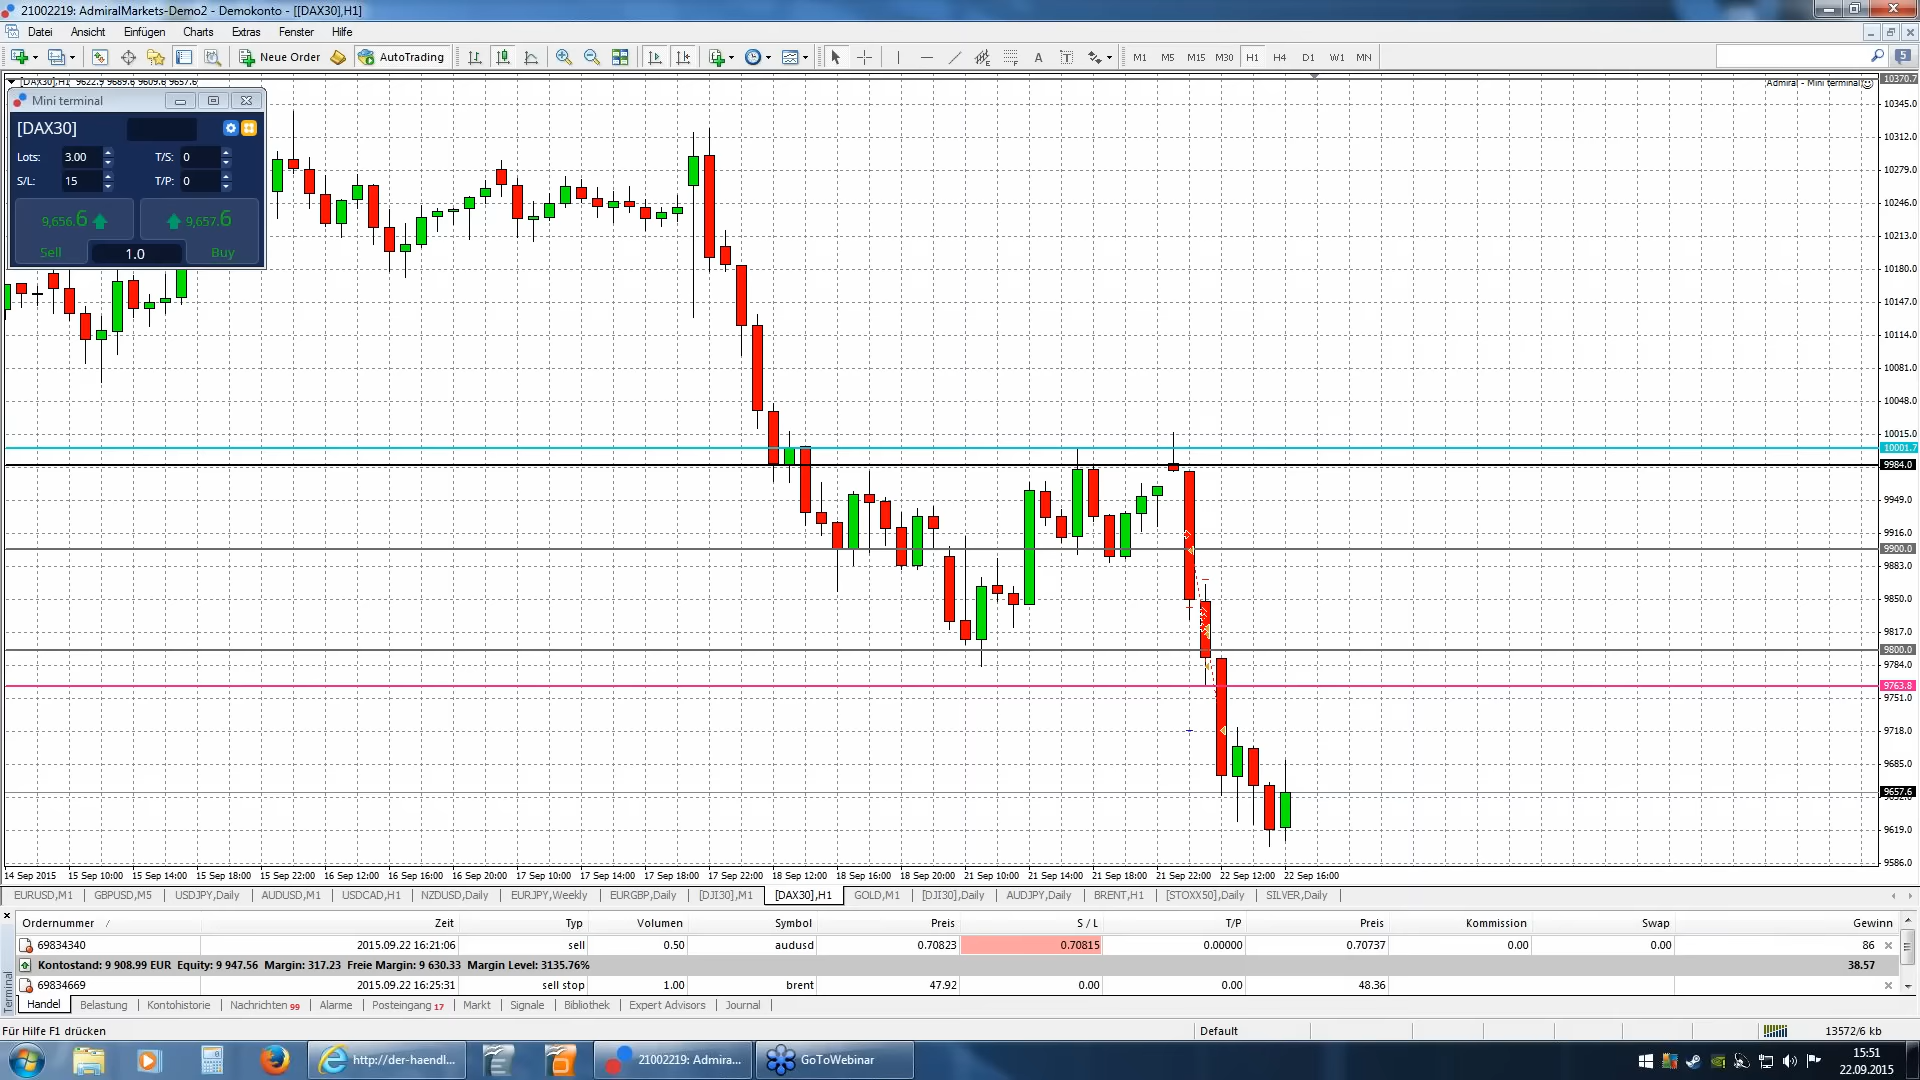 21002219: AdmiralMarkets-Demo2 - Demokonto - [[DAX30],H1]
Datei Ansicht Einfügen Charts Extras Fenster Hilfe
Neue Order AutoTrading A T M1 M5 M15 M30 H1 H4 D1 W1 MN 5
[DAX30],H1 9622.9 9689.6 9609.6 9657.6
Admiral - Mini terminal
Mini terminal
[DAX30]
Lots: 3.00 T/S: 0
S/L: 15 T/P: 0
9,656.6 9,657.6
Sell 1.0 Buy
10370.7
10345.0
10312.0
10279.0
10246.0
10213.0
10180.0
10147.0
10114.0
10081.0
10048.0
10015.0
10001.7
9984.0
9949.0
9916.0
9900.0
9883.0
9850.0
9817.0
9800.0
9784.0
9763.8
9751.0
9718.0
9685.0
9657.6
9619.0
9586.0
14 Sep 2015 15 Sep 10:00 15 Sep 14:00 15 Sep 18:00 15 Sep 22:00 16 Sep 12:00 16 Sep 16:00 16 Sep 20:00 17 Sep 10:00 17 Sep 14:00 17 Sep 18:00 17 Sep 22:00 18 Sep 12:00 18 Sep 16:00 18 Sep 20:00 21 Sep 10:00 21 Sep 14:00 21 Sep 18:00 21 Sep 22:00 22 Sep 12:00 22 Sep 16:00
EURUSD,M1 GBPUSD,M5 USDJPY,Daily AUDUSD,M1 USDCAD,H1 NZDUSD,Daily EURJPY,Weekly EURGBP,Daily [DJI30],M1 [DAX30],H1 GOLD,M1 [DJI30],Daily AUDJPY,Daily BRENT,H1 [STOXX50],Daily SILVER,Daily
Ordernummer / Zeit Typ Volumen Symbol Preis S / L T/P Preis Kommission Swap Gewinn
69834340 2015.09.22 16:21:06 sell 0.50 audusd 0.70823 0.70815 0.00000 0.70737 0.00 0.00 86
Kontostand: 9 908.99 EUR Equity: 9 947.56 Margin: 317.23 Freie Margin: 9 630.33 Margin Level: 3135.76% 38.57
69834669 2015.09.22 16:25:31 sell stop 1.00 brent 47.92 0.00 0.00 48.36
Terminal
Handel Belastung Kontohistorie Nachrichten 99 Alarme Posteingang 17 Markt Signale Bibliothek Expert Advisors Journal
Für Hilfe F1 drücken Default 13572/6 kb
http://der-haendl... 21002219: Admira... GoToWebinar
15:51
22.09.2015